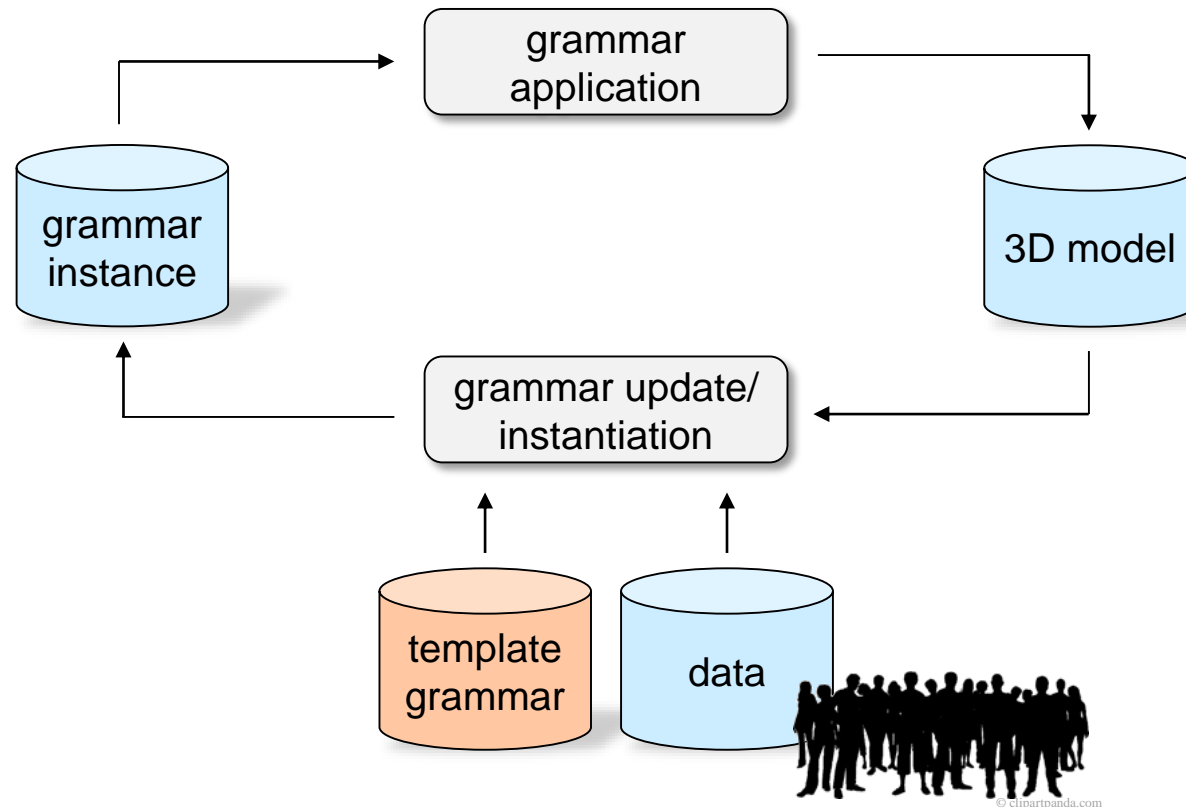 grammar
application
grammar
instance
3D model
grammar update/
instantiation
template
grammar
data
© clipartpanda.com